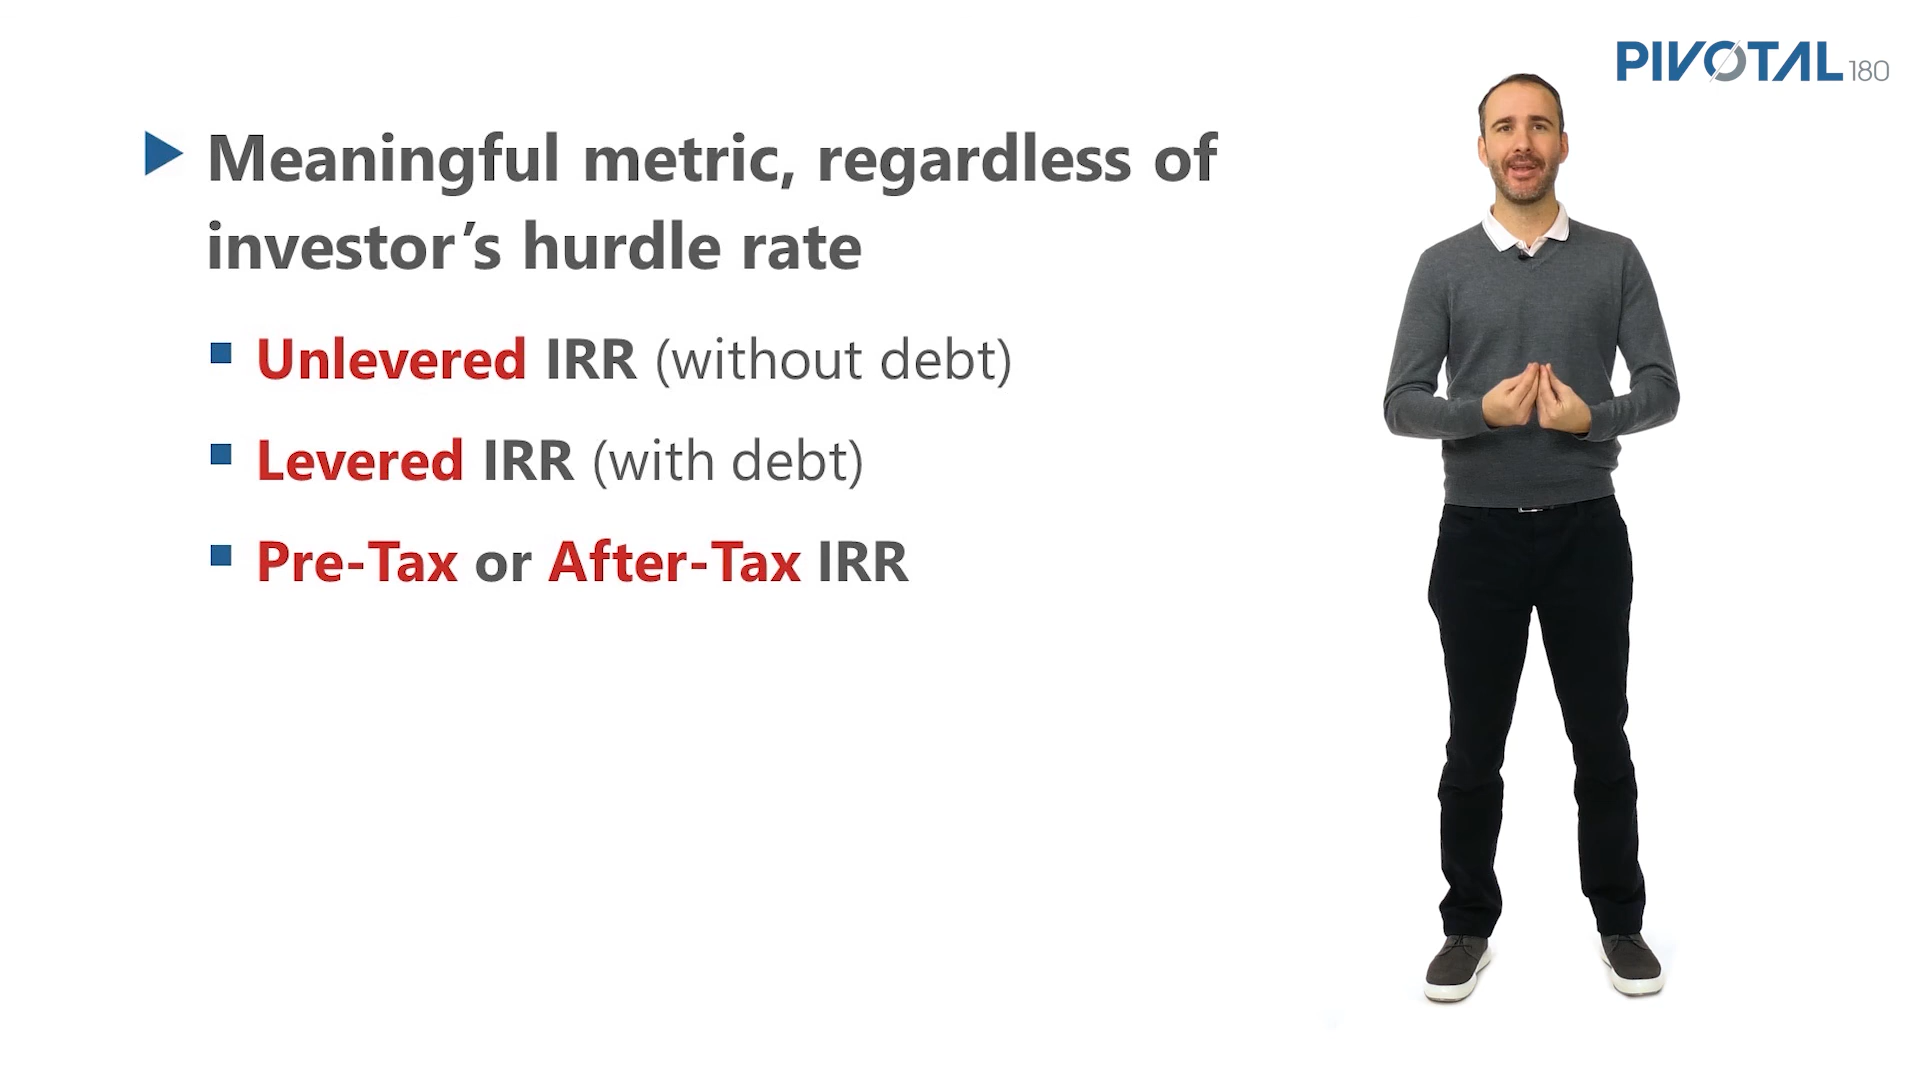 PIVOTAL 180
Meaningful metric, regardless of
investor’s hurdle rate
Unlevered IRR (without debt)
Levered IRR (with debt)
Pre-Tax or After-Tax IRR